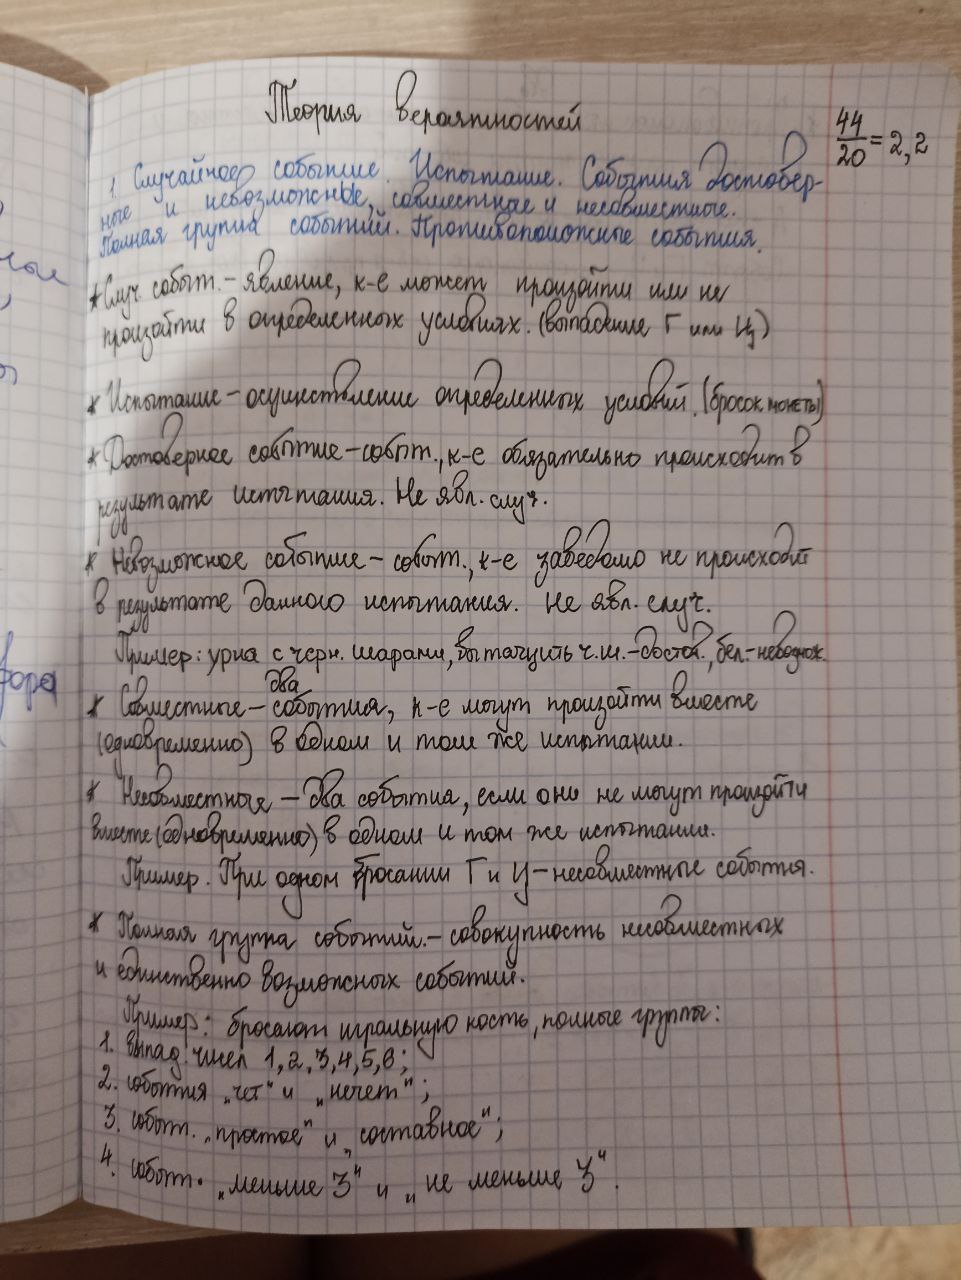 Теория вероятностей
44/20 = 2,2
1. Случайное событие. Испытание. События достовер-
ные и невозможные, совместные и несовместные.
Полная группа событий. Противоположные события.
* Случ. событ. – явление, к-е может произойти или не
произойти в определенных условиях. (выпадение Г или Ц)
* Испытание – осуществление определенных условий. (бросок монеты)
* Достоверное событие – событ., к-е обязательно происходит в
результате испытания. Не явл. случ.
* Невозможное событие – событ., к-е заведомо не происходит
в результате данного испытания. Не явл. случ.
Пример: урна с черн. шарами, вытащить ч.ш. – достов., бел. – невозмож.
* Совместные – два события, к-е могут произойти вместе
(одновременно) в одном и том же испытании.
* Несовместные – два события, если они не могут произойти
вместе (одновременно) в одном и том же испытании.
Пример. При одном бросании Г и Ц – несовместные события.
* Полная группа событий. – совокупность несовместных
и единственно возможных событий.
Пример: бросают игральную кость, полные группы:
1. выпад. чисел 1, 2, 3, 4, 5, 6;
2. события „чет" и „нечет";
3. событ. „простое" и „составное";
4. событ. „меньше 3" и „не меньше 3".
ные
фора